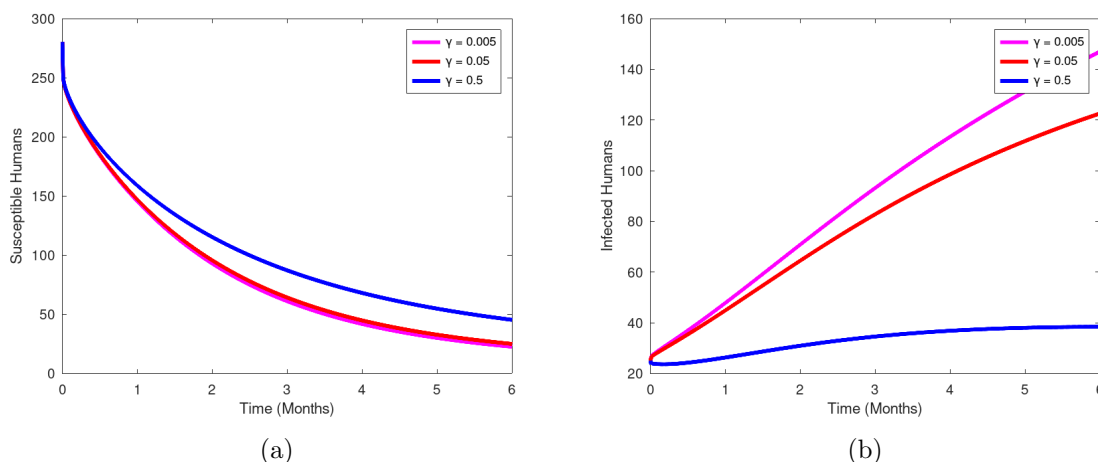 300
250
200
150
100
50
0
Susceptible Humans
γ = 0.005
γ = 0.05
γ = 0.5
0 1 2 3 4 5 6
Time (Months)
(a)
160
140
120
100
80
60
40
20
Infected Humans
γ = 0.005
γ = 0.05
γ = 0.5
0 1 2 3 4 5 6
Time (Months)
(b)